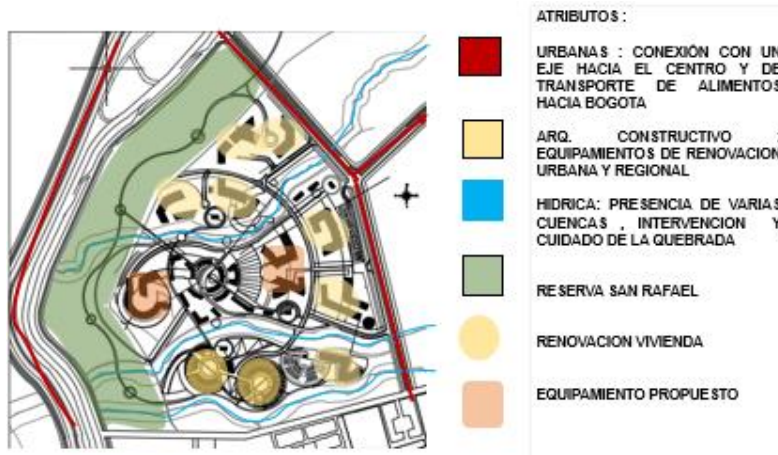 ATRIBUTOS :
URBANAS : CONEXIÓN CON UN
EJE HACIA EL CENTRO Y DE
TRANSPORTE DE ALIMENTOS
HACIA BOGOTA
ARQ. CONSTRUCTIVO :
EQUIPAMIENTOS DE RENOVACION
URBANA Y REGIONAL
HIDRICA: PRESENCIA DE VARIAS
CUENCAS , INTERVENCION Y
CUIDADO DE LA QUEBRADA
RESERVA SAN RAFAEL
RENOVACION VIVIENDA
EQUIPAMIENTO PROPUESTO